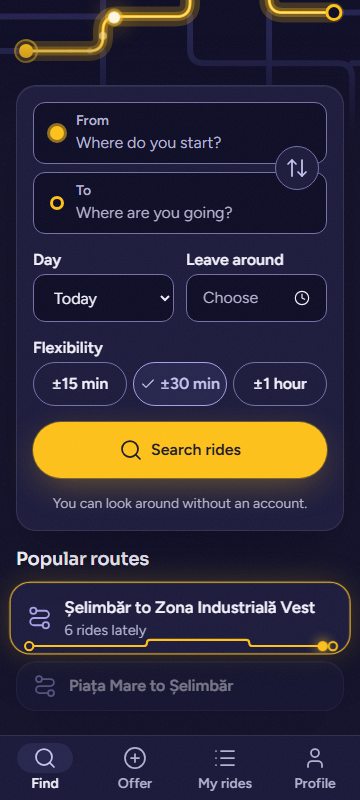 From
Where do you start?
To
Where are you going?
Day
Leave around
Today
Choose
Flexibility
±15 min
±30 min
±1 hour
Search rides
You can look around without an account.
Popular routes
Șelimbăr to Zona Industrială Vest
6 rides lately
Piața Mare to Șelimbăr
Find
Offer
My rides
Profile